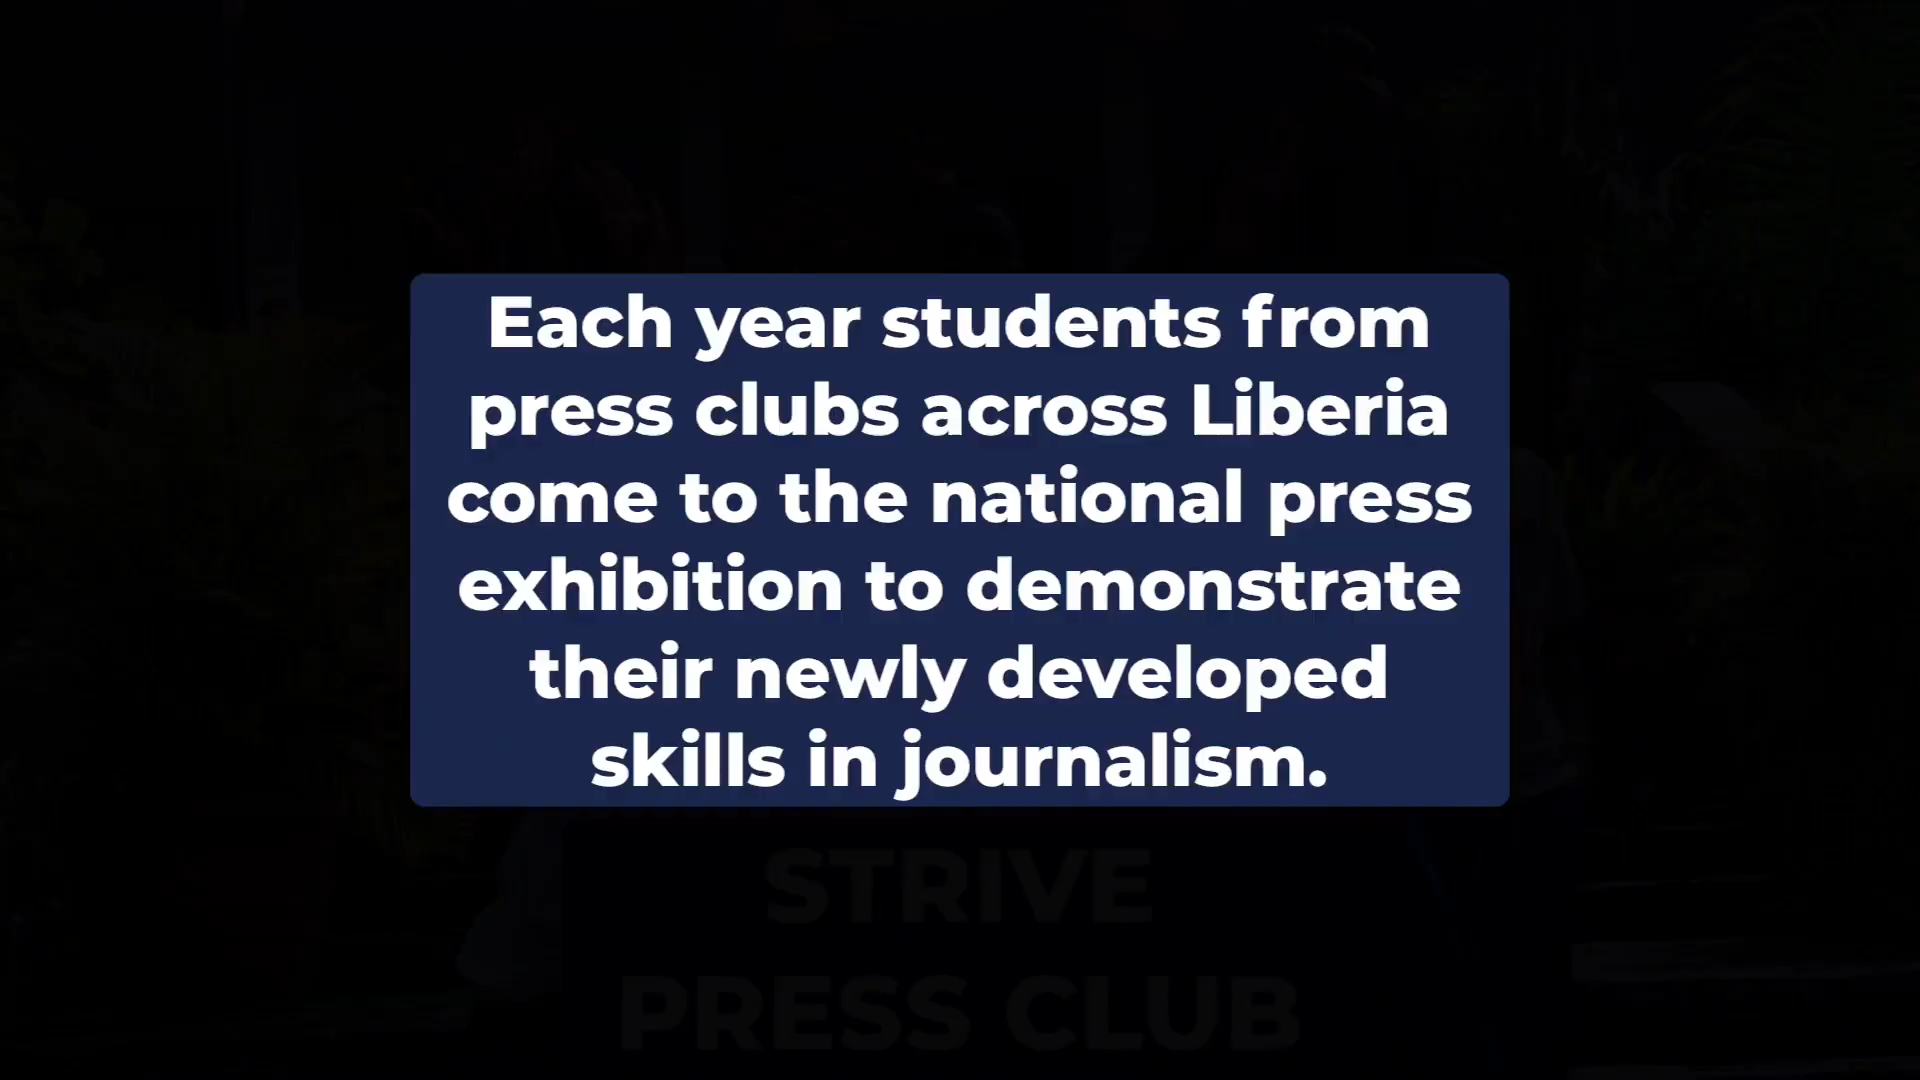 Each year students from
press clubs across Liberia
come to the national press
exhibition to demonstrate
their newly developed
skills in journalism.
STRIVE
PRESS CLUB